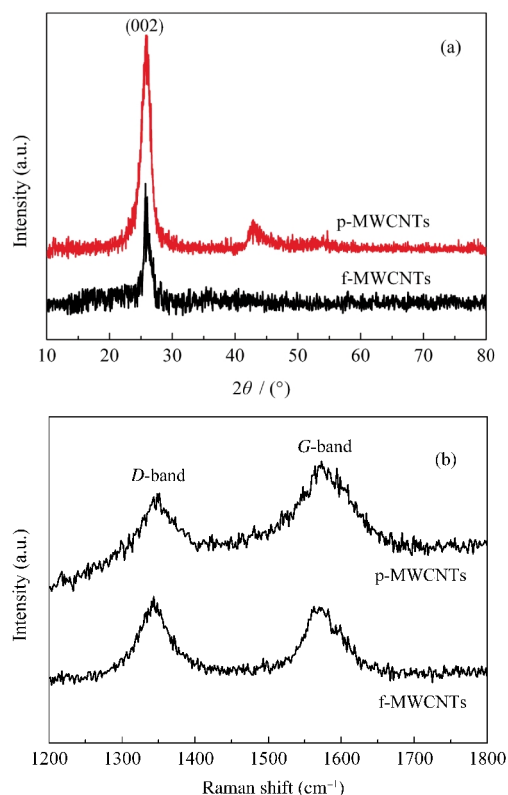 (002)
(a)
Intensity (a.u.)
p-MWCNTs
f-MWCNTs
10 20 30 40 50 60 70 80
2θ / (°)
(b)
G-band
D-band
Intensity (a.u.)
p-MWCNTs
f-MWCNTs
1200 1300 1400 1500 1600 1700 1800
Raman shift (cm⁻¹)